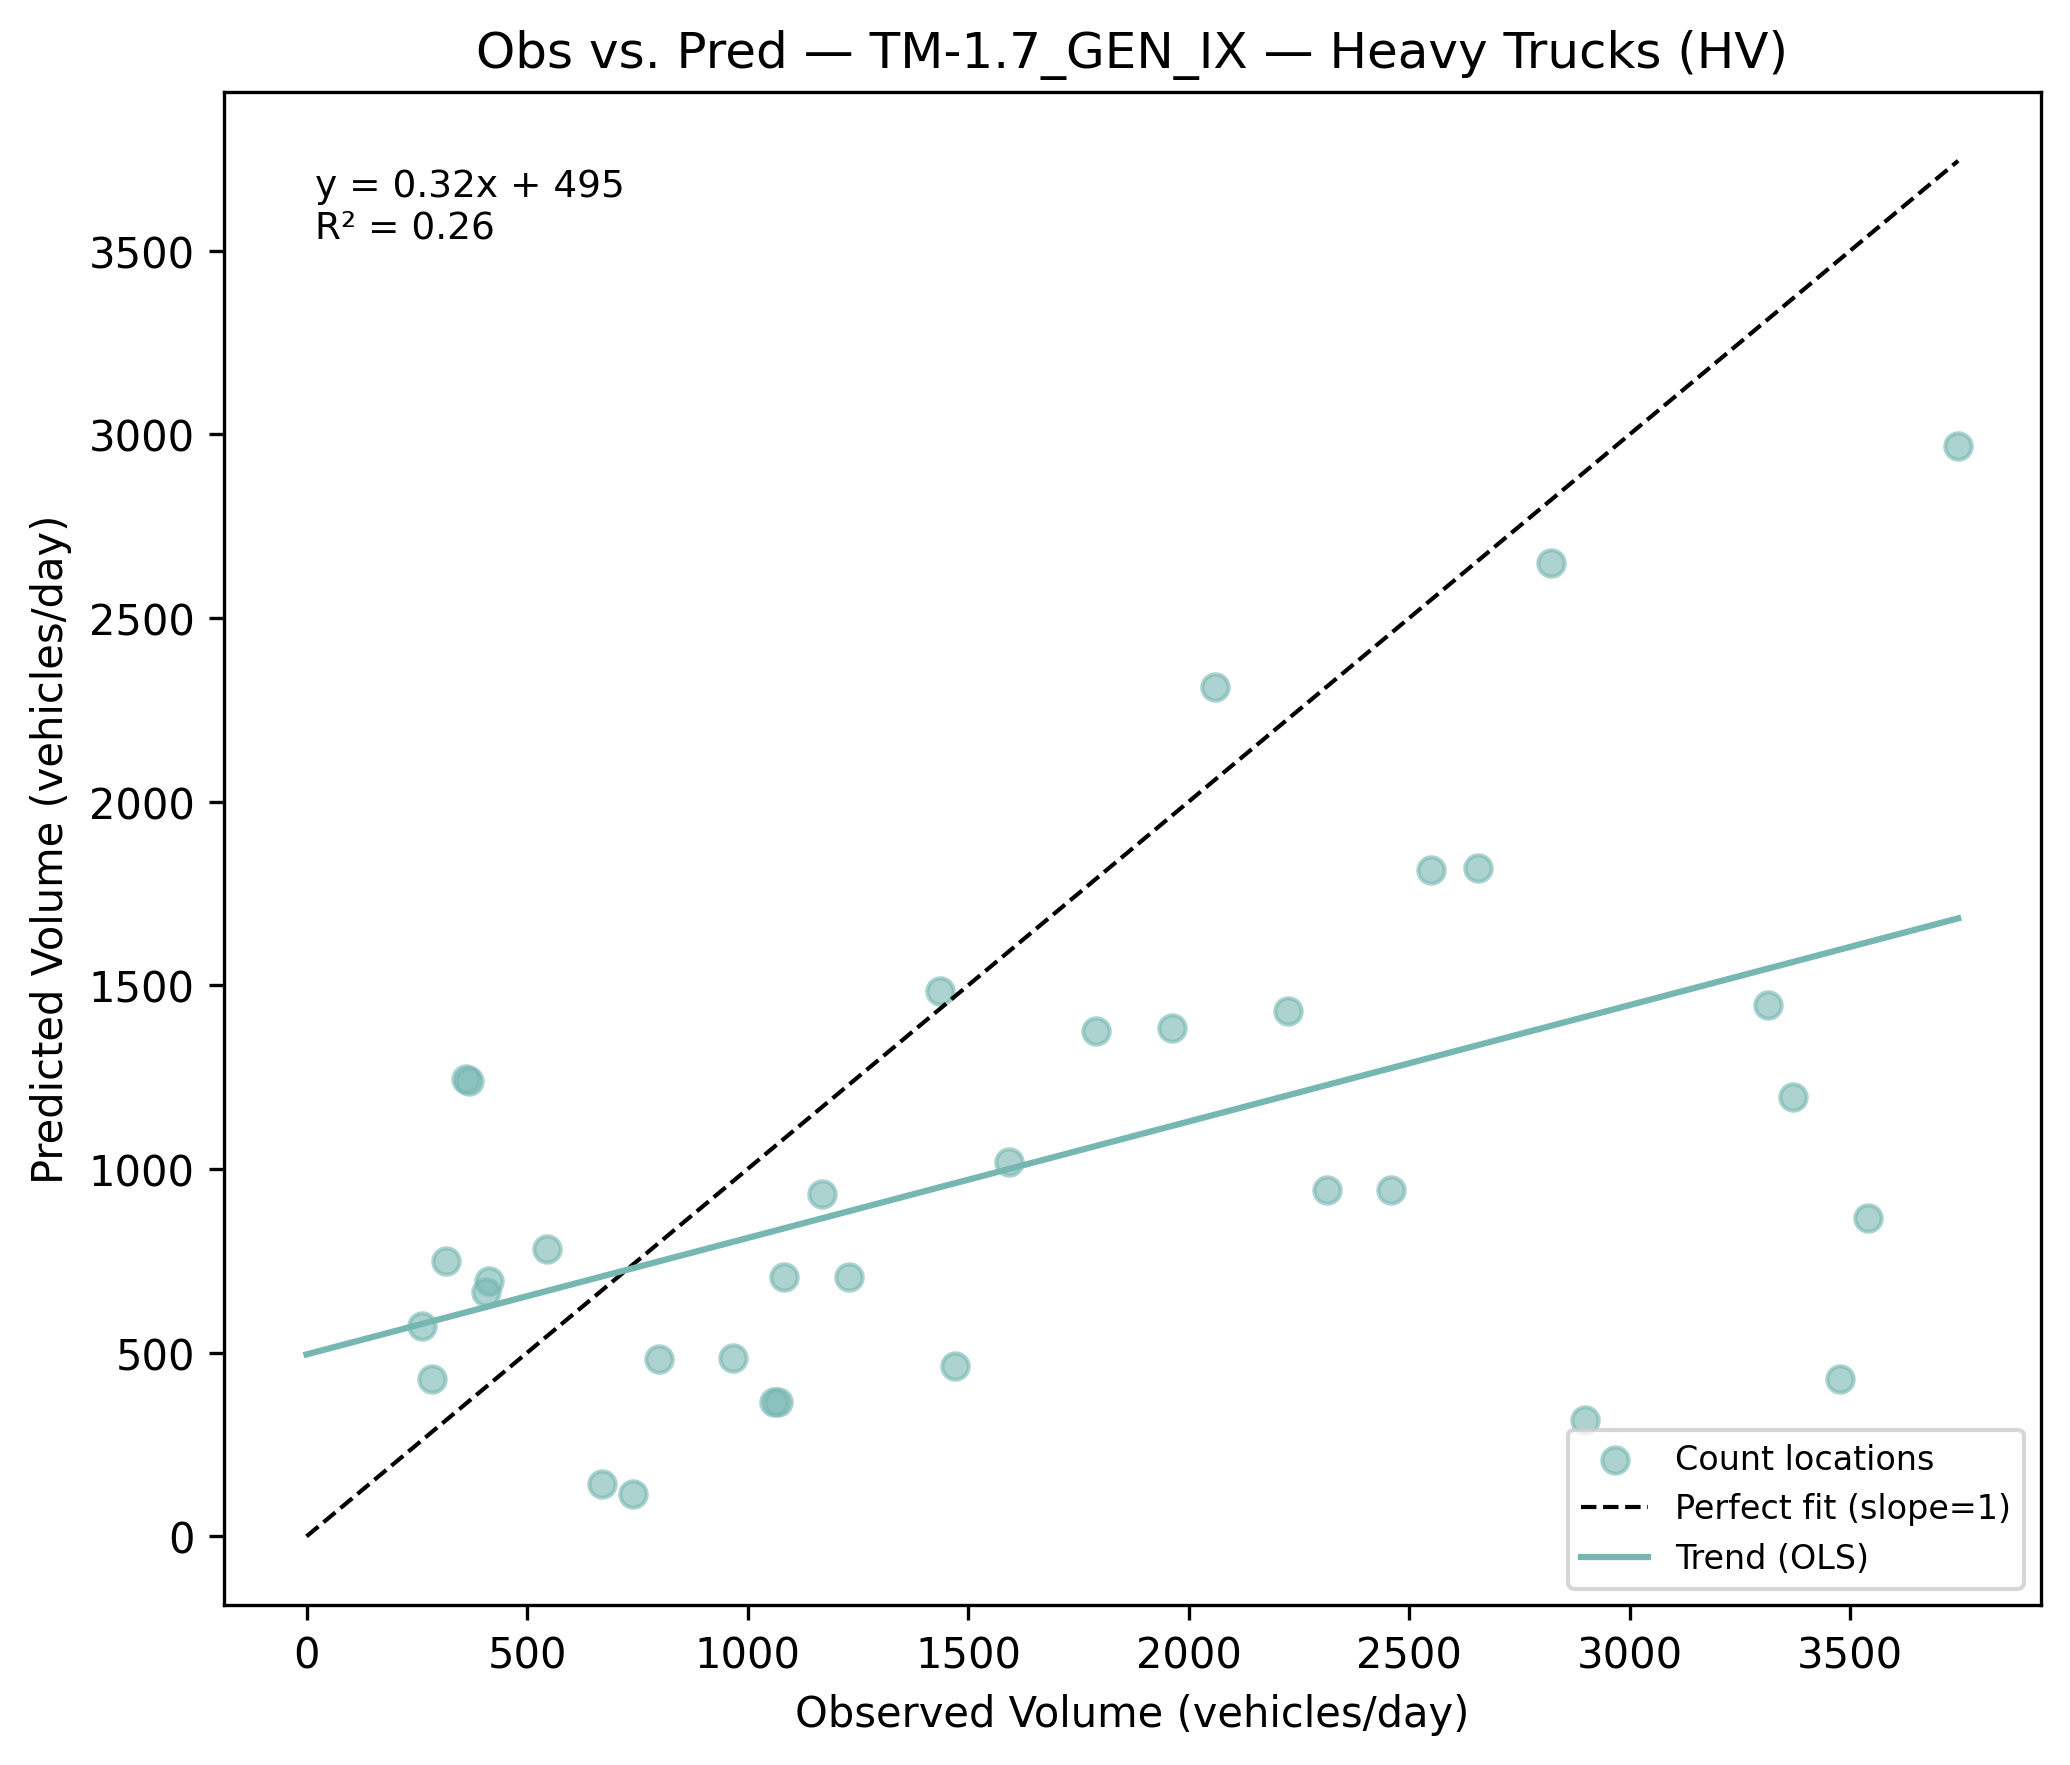 Obs vs. Pred — TM-1.7_GEN_IX — Heavy Trucks (HV)
y = 0.32x + 495
R² = 0.26
Predicted Volume (vehicles/day)
3500
3000
2500
2000
1500
1000
500
0
Count locations
Perfect fit (slope=1)
Trend (OLS)
0 500 1000 1500 2000 2500 3000 3500
Observed Volume (vehicles/day)